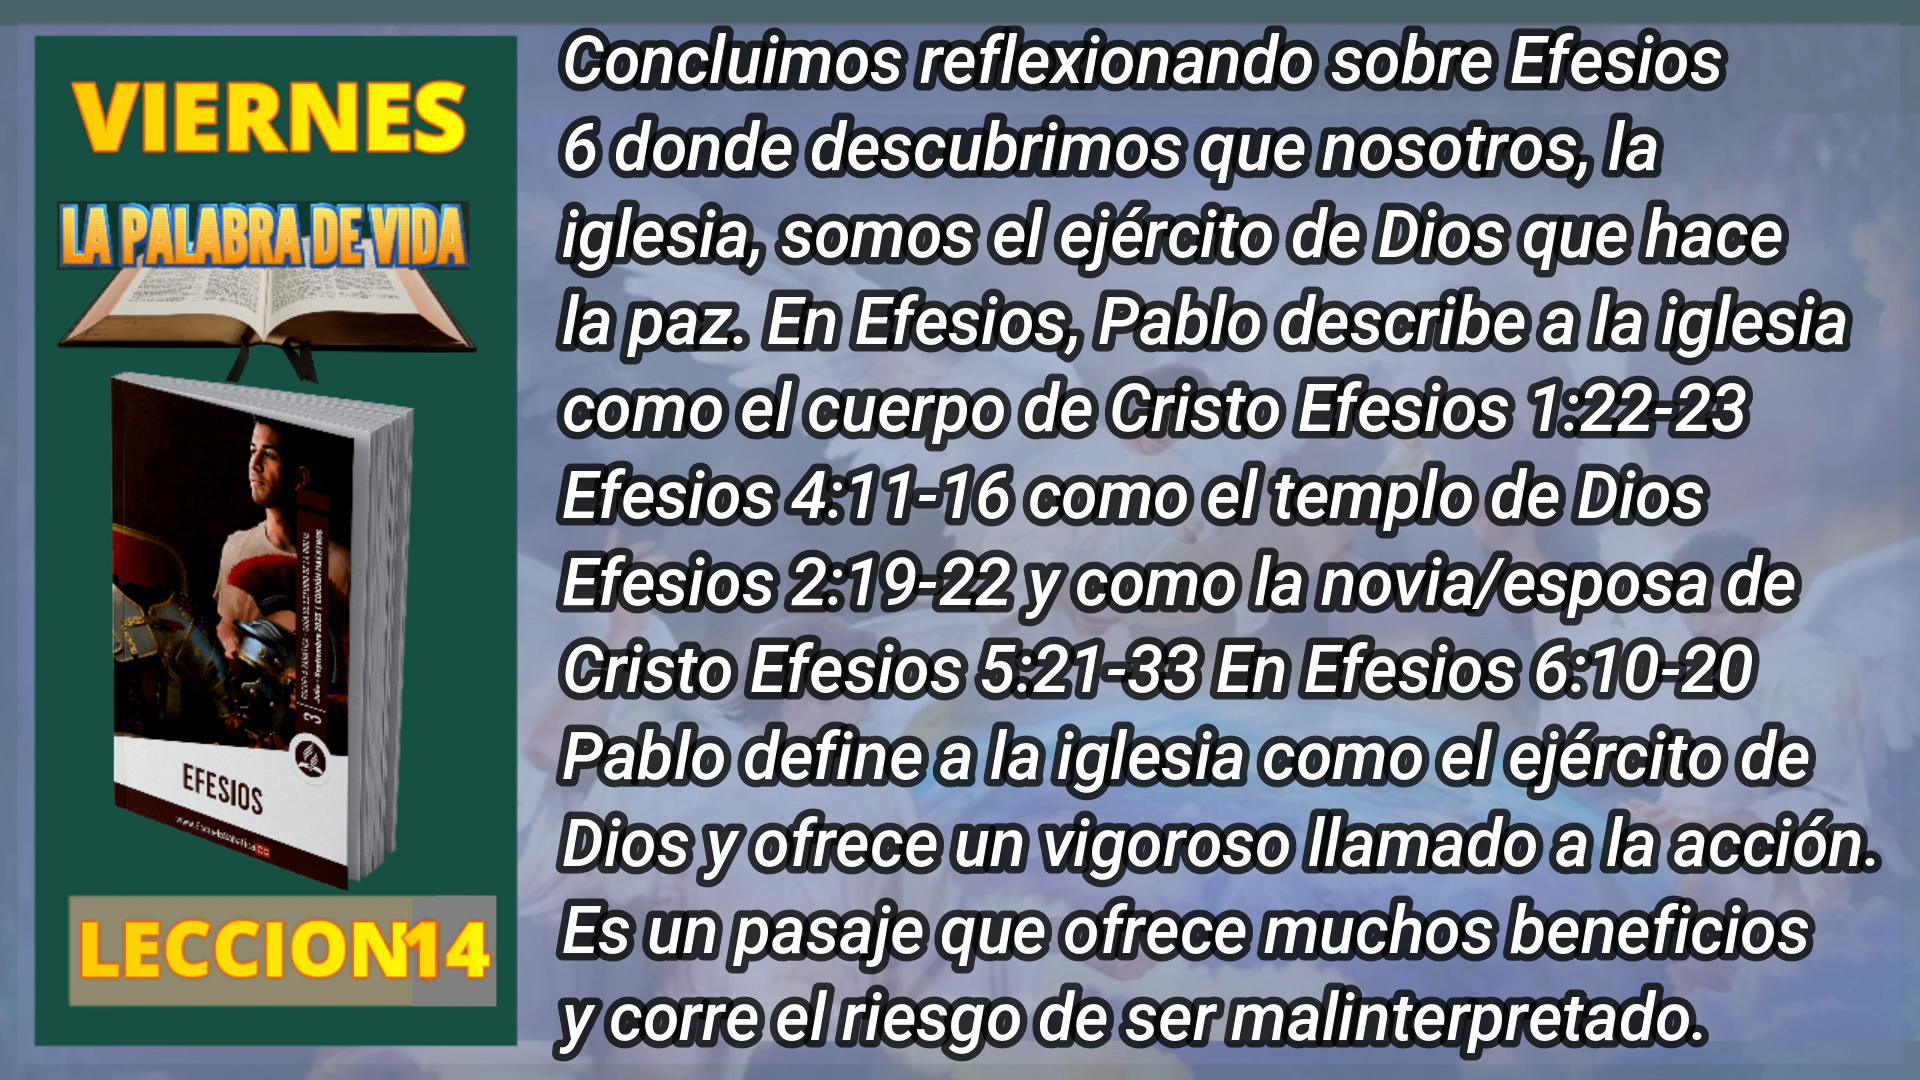 VIERNES
LA PALABRA DE VIDA
3
EFESIOS
LECCION14
Concluimos reflexionando sobre Efesios
6 donde descubrimos que nosotros, la
iglesia, somos el ejército de Dios que hace
la paz. En Efesios, Pablo describe a la iglesia
como el cuerpo de Cristo Efesios 1:22-23
Efesios 4:11-16 como el templo de Dios
Efesios 2:19-22 y como la novia/esposa de
Cristo Efesios 5:21-33 En Efesios 6:10-20
Pablo define a la iglesia como el ejército de
Dios y ofrece un vigoroso llamado a la acción.
Es un pasaje que ofrece muchos beneficios
y corre el riesgo de ser malinterpretado.